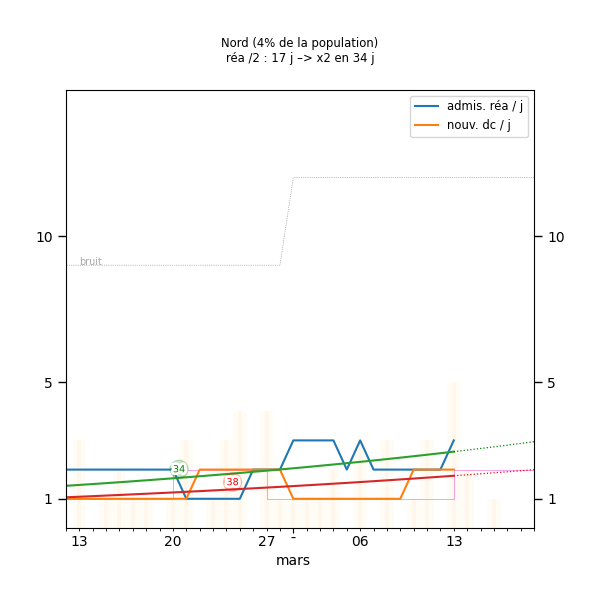 Nord (4% de la population)
réa /2 : 17 j –> x2 en 34 j
admis. réa / j
nouv. dc / j
10
10
bruit
5
5
34
38
1
1
13
20
27
-
06
13
mars